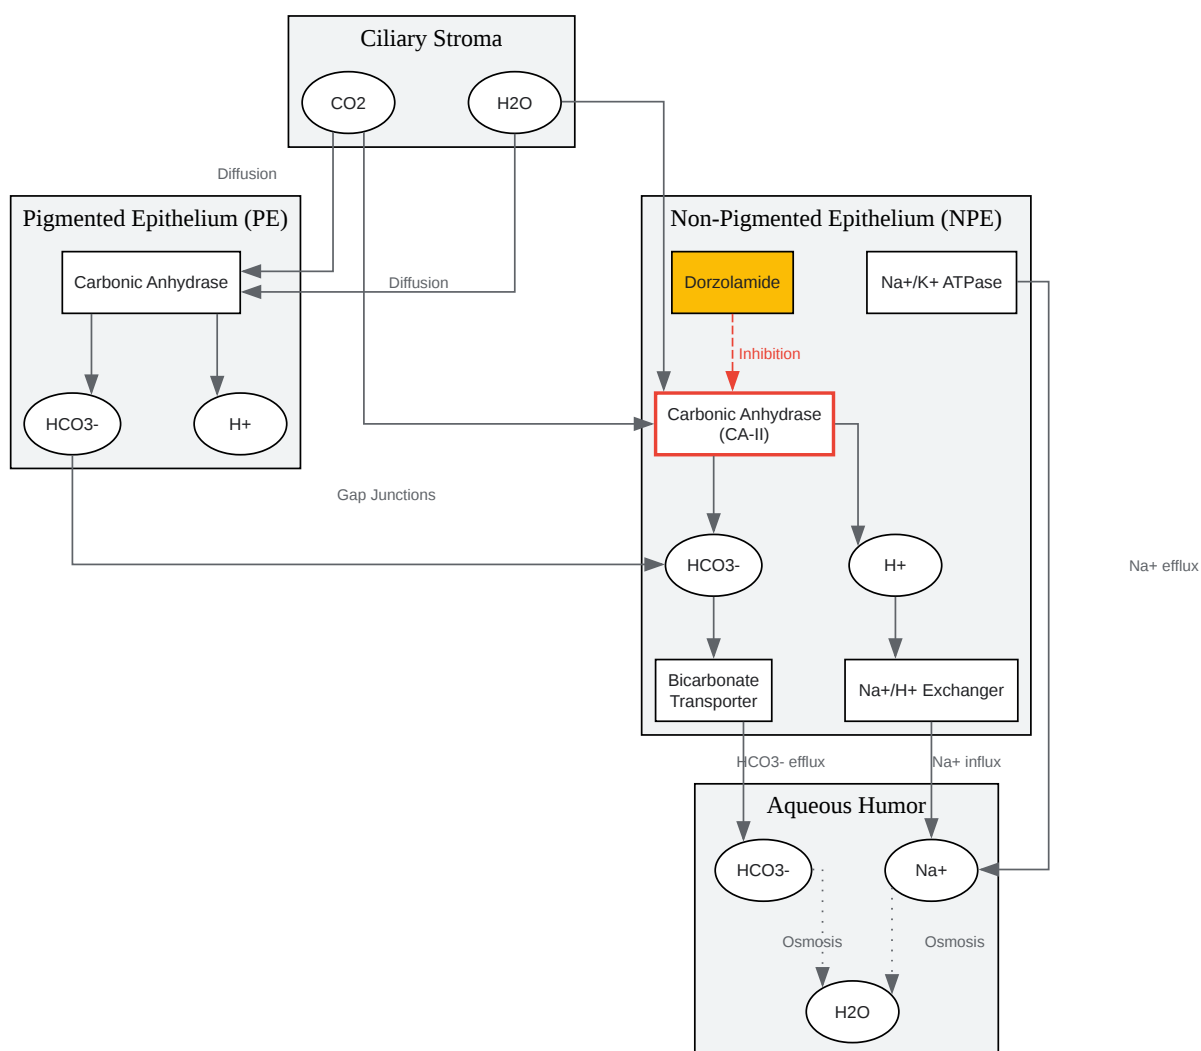 Ciliary Stroma
CO2
H2O
Diffusion
Pigmented Epithelium (PE)
Non-Pigmented Epithelium (NPE)
Carbonic Anhydrase
Diffusion
Dorzolamide
Na+/K+ ATPase
Inhibition
HCO3-
H+
Carbonic Anhydrase
(CA-II)
Gap Junctions
HCO3-
H+
Na+ efflux
Bicarbonate
Transporter
Na+/H+ Exchanger
HCO3- efflux
Na+ influx
Aqueous Humor
HCO3-
Na+
Osmosis
Osmosis
H2O